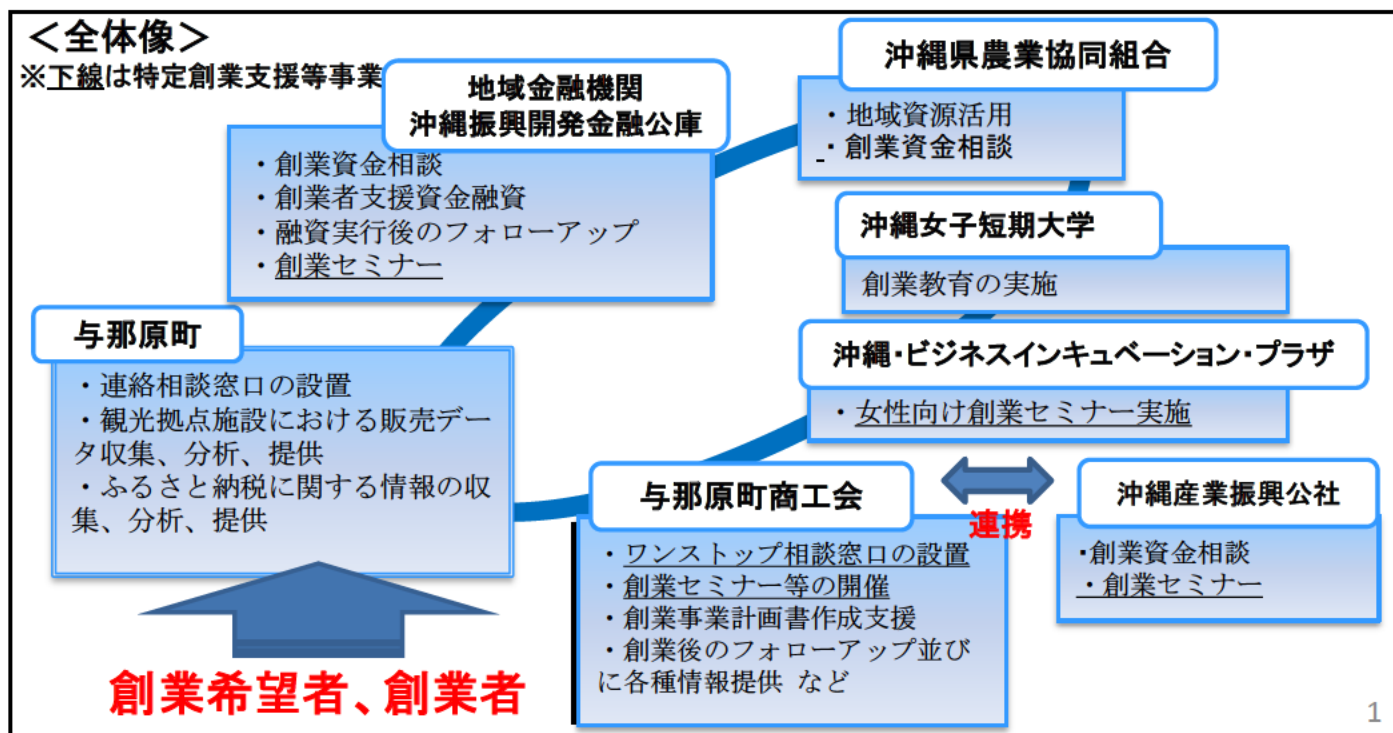 ＜全体像＞
※下線は特定創業支援等事業
地域金融機関
沖縄振興開発金融公庫
・創業資金相談
・創業者支援資金融資
・融資実行後のフォローアップ
・創業セミナー
沖縄県農業協同組合
・地域資源活用
・創業資金相談
沖縄女子短期大学
創業教育の実施
沖縄・ビジネスインキュベーション・プラザ
・女性向け創業セミナー実施
与那原町
・連絡相談窓口の設置
・観光拠点施設における販売デー
タ収集、分析、提供
・ふるさと納税に関する情報の収
集、分析、提供
与那原町商工会
・ワンストップ相談窓口の設置
・創業セミナー等の開催
・創業事業計画書作成支援
・創業後のフォローアップ並び
に各種情報提供 など
連携
沖縄産業振興公社
・創業資金相談
・創業セミナー
創業希望者、創業者
1